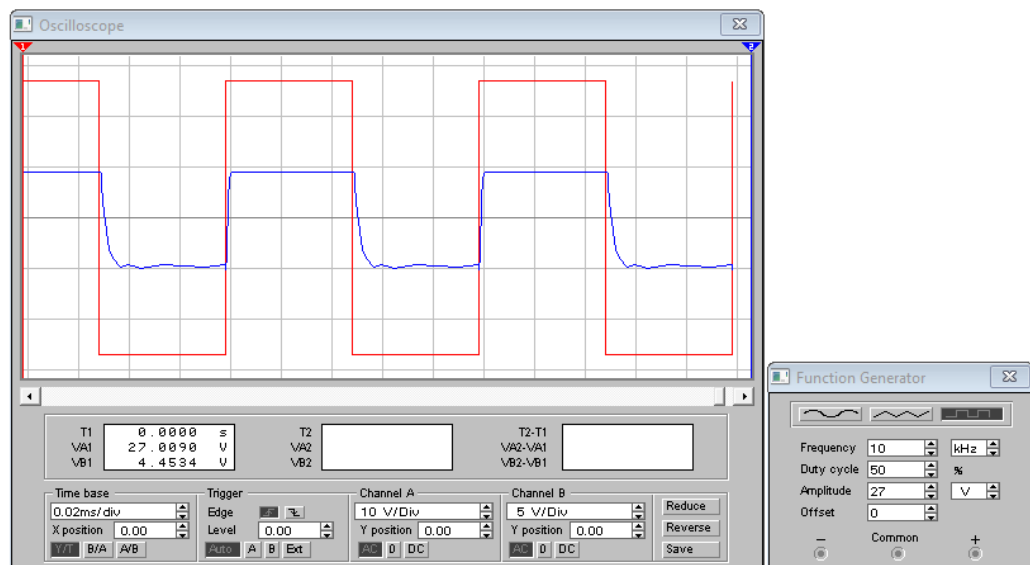 Oscilloscope
1 2
T1 0.0000 s T2 T2-T1
VA1 27.0090 V VA2 VA2-VA1
VB1 4.4534 V VB2 VB2-VB1
Time base Trigger Channel A Channel B
0.02ms/div Edge 10 V/Div 5 V/Div Reduce
X position 0.00 Level 0.00 Y position 0.00 Y position 0.00 Reverse
Y/T B/A A/B Auto A B Ext AC 0 DC AC 0 DC Save
Function Generator
Frequency 10 kHz
Duty cycle 50 %
Amplitude 27 V
Offset 0
− Common +